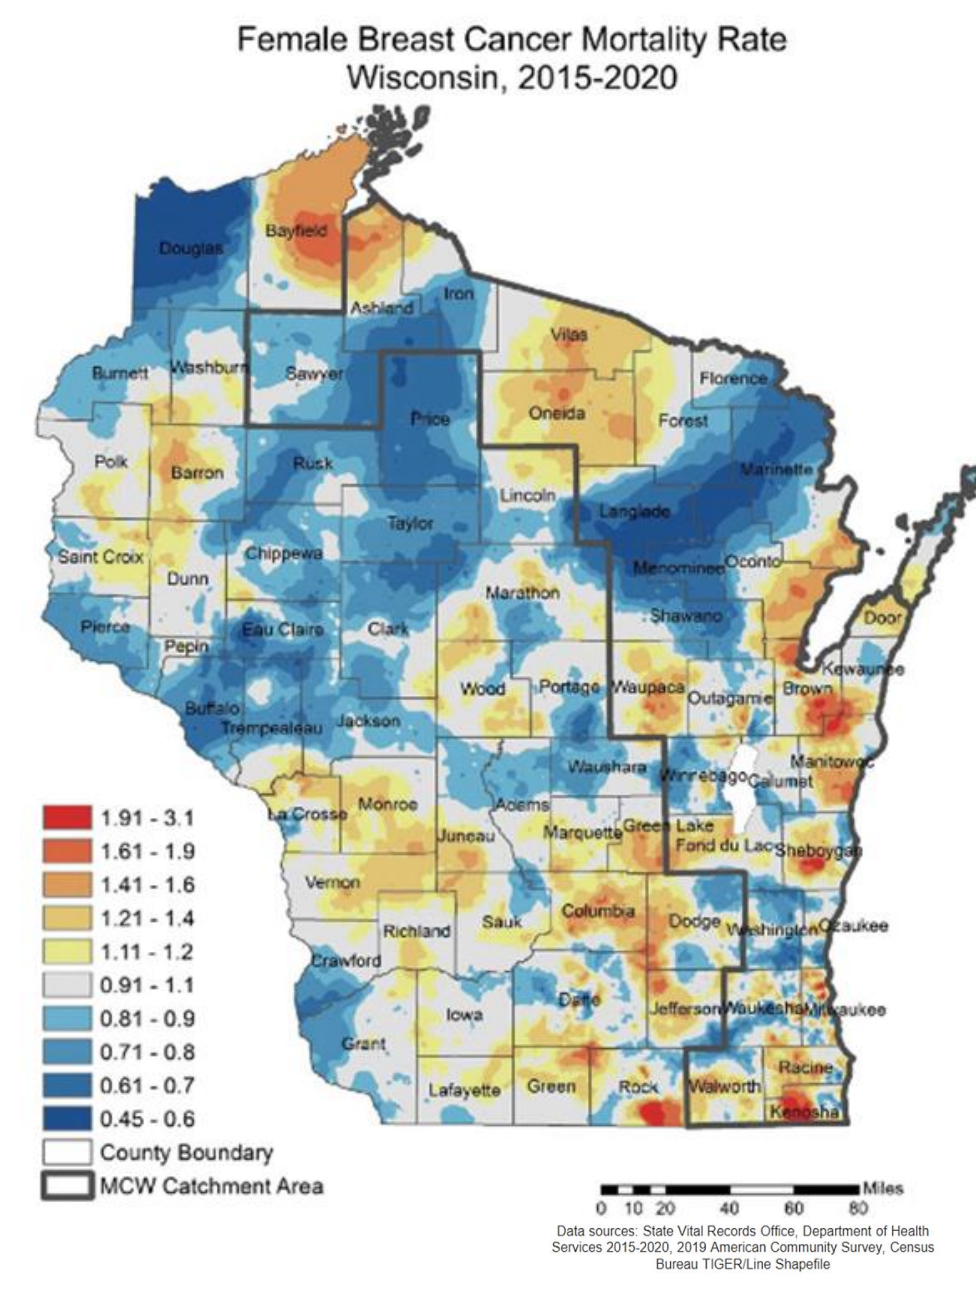 Female Breast Cancer Mortality Rate
Wisconsin, 2015-2020
Douglas
Bayfield
Ashland
Iron
Vilas
Burnett
Washburn
Sawyer
Florence
Price
Oneida
Forest
Polk
Barron
Rusk
Marinette
Lincoln
Langlade
Taylor
Saint Croix
Chippewa
Oconto
Menominee
Dunn
Marathon
Shawano
Door
Pierce
Eau Claire
Clark
Pepin
Kewaunee
Wood
Portage
Waupaca
Outagamie
Brown
Buffalo
Trempealeau
Jackson
Waushara
Winnebago
Calumet
Manitowoc
La Crosse
Monroe
Adams
Juneau
Marquette
Green Lake
Fond du Lac
Sheboygan
Vernon
Columbia
Dodge
Washington
Ozaukee
Richland
Sauk
Crawford
Dane
Jefferson
Waukesha
Milwaukee
Iowa
Grant
Lafayette
Green
Rock
Walworth
Racine
Kenosha
1.91 - 3.1
1.61 - 1.9
1.41 - 1.6
1.21 - 1.4
1.11 - 1.2
0.91 - 1.1
0.81 - 0.9
0.71 - 0.8
0.61 - 0.7
0.45 - 0.6
County Boundary
MCW Catchment Area
Miles
0 10 20 40 60 80
Data sources: State Vital Records Office, Department of Health
Services 2015-2020, 2019 American Community Survey, Census
Bureau TIGER/Line Shapefile